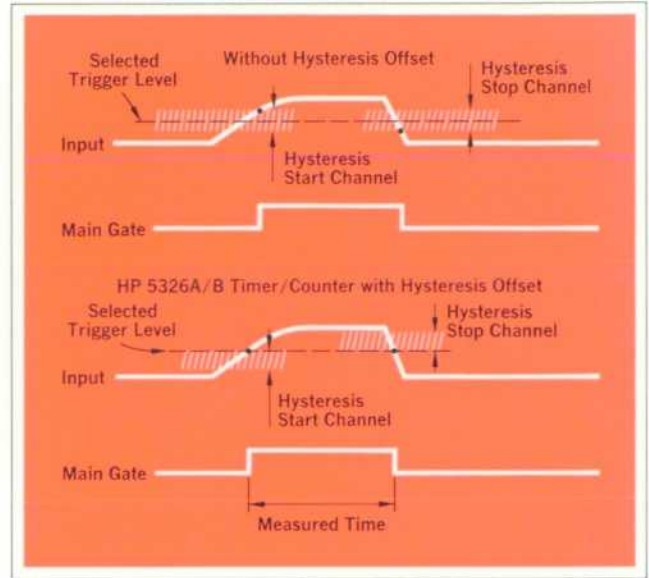 Without Hysteresis Offset
Selected
Trigger Level
Hysteresis
Stop Channel
Input
Hysteresis
Start Channel
Main Gate
HP 5326A/B Timer/Counter with Hysteresis Offset
Selected
Trigger Level
Hysteresis
Stop Channel
Input
Hysteresis
Start Channel
Main Gate
Measured Time